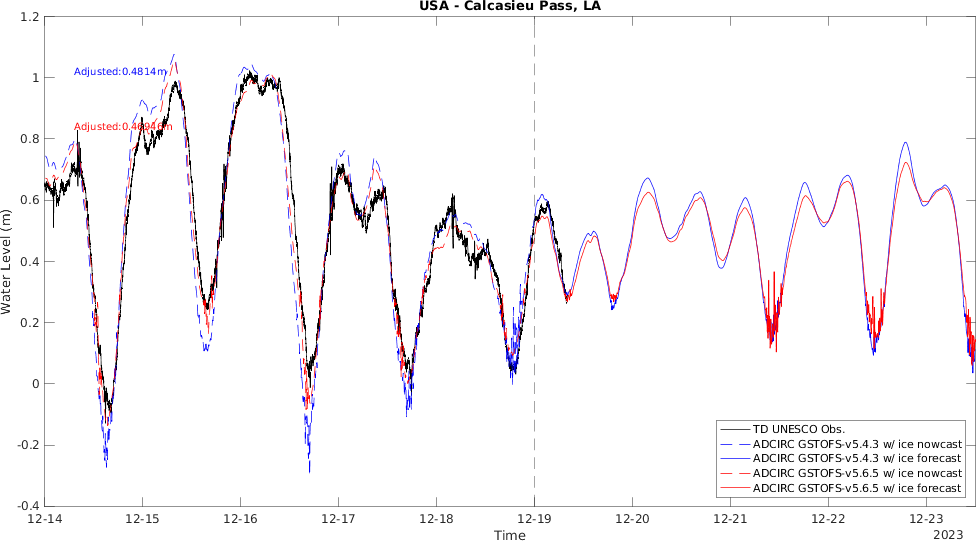 USA - Calcasieu Pass, LA
1.2
1
0.8
0.6
0.4
0.2
0
-0.2
-0.4
Water Level (m)
Adjusted:0.4814m
Adjusted:0.46946m
TD UNESCO Obs.
ADCIRC GSTOFS-v5.4.3 w/ ice nowcast
ADCIRC GSTOFS-v5.4.3 w/ ice forecast
ADCIRC GSTOFS-v5.6.5 w/ ice nowcast
ADCIRC GSTOFS-v5.6.5 w/ ice forecast
12-14 12-15 12-16 12-17 12-18 12-19 12-20 12-21 12-22 12-23
Time
2023